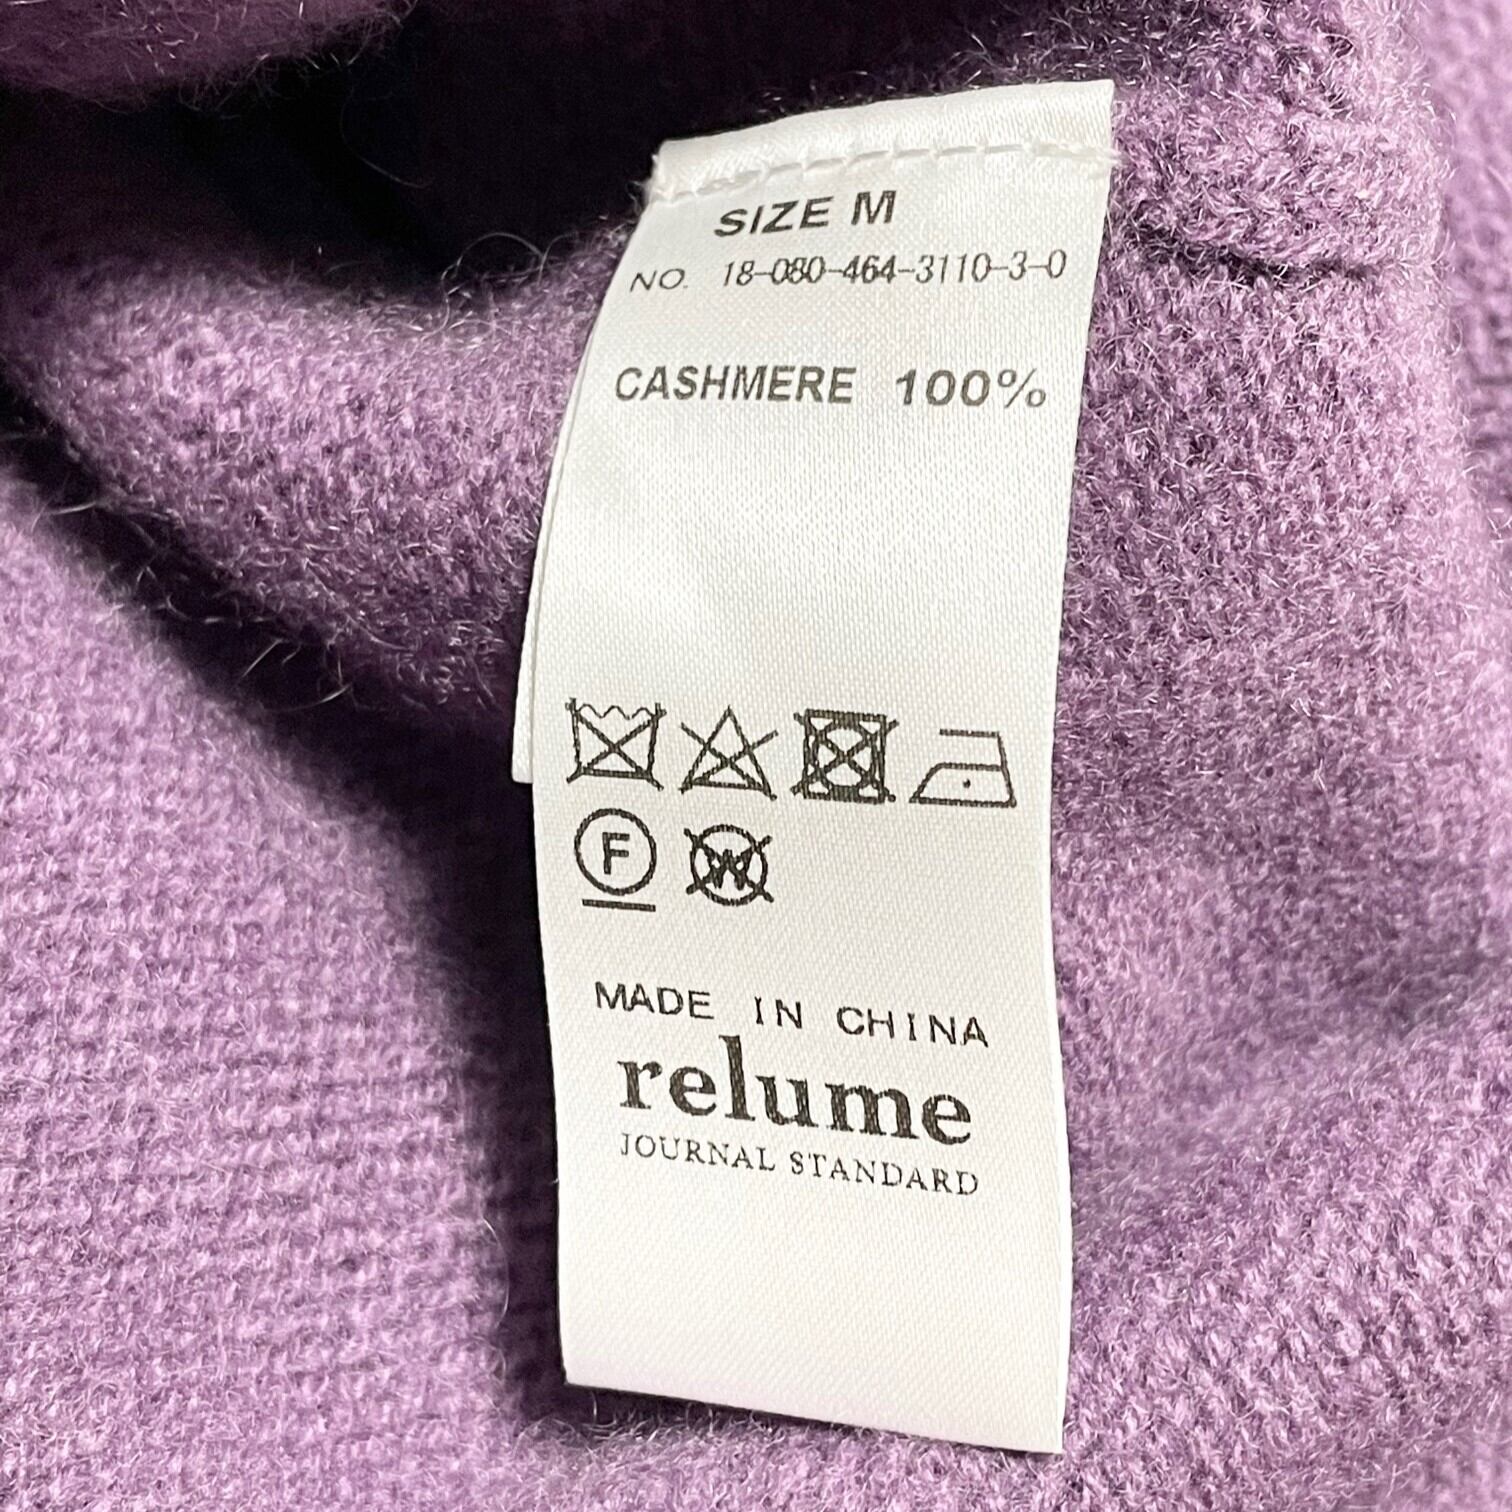 SIZE M
NO. 18-080-464-3110-3-0
CASHMERE 100%
F W
MADE IN CHINA
relume
JOURNAL STANDARD